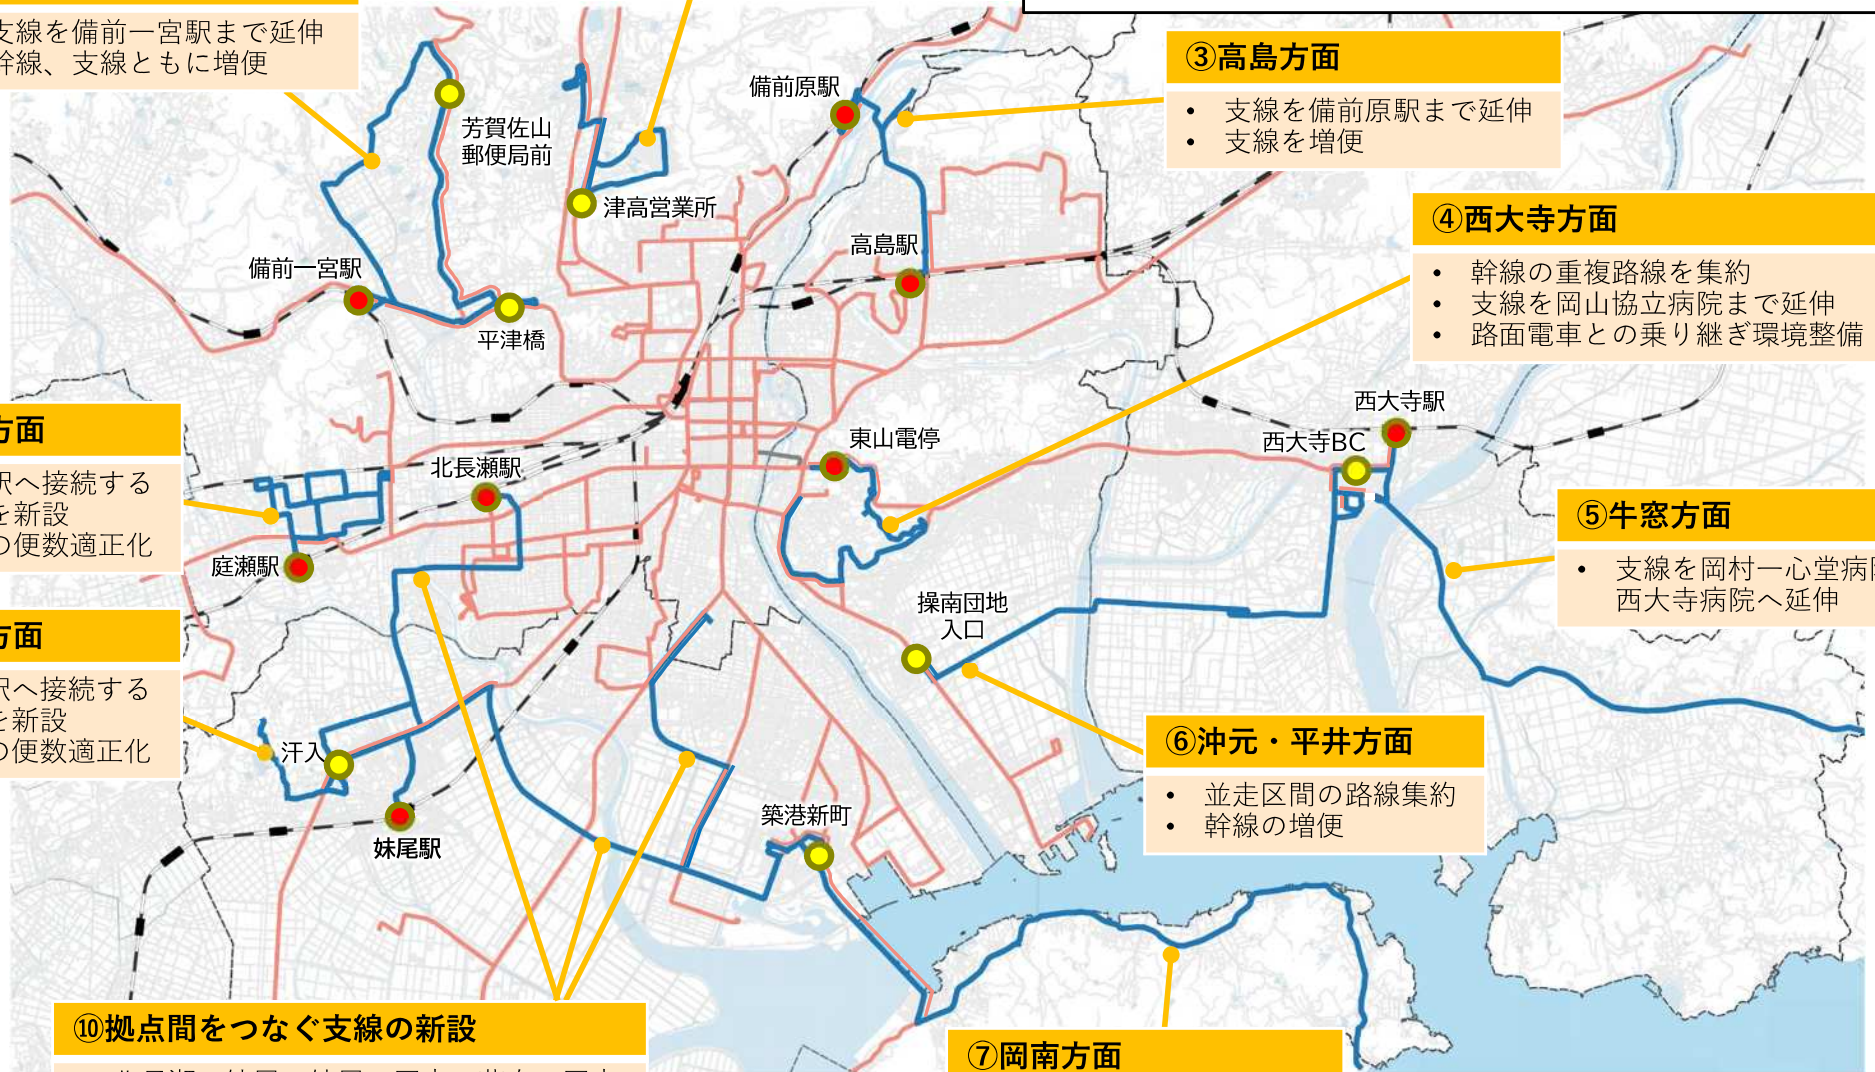 支線を備前一宮駅まで延伸
幹線、支線ともに増便
③高島方面
• 支線を備前原駅まで延伸
• 支線を増便
④西大寺方面
• 幹線の重複路線を集約
• 支線を岡山協立病院まで延伸
• 路面電車との乗り継ぎ環境整備
備前原駅
芳賀佐山
郵便局前
津高営業所
高島駅
備前一宮駅
平津橋
西大寺駅
西大寺BC
東山電停
北長瀬駅
方面
駅へ接続する
を新設
の便数適正化
庭瀬駅
⑤牛窓方面
• 支線を岡村一心堂病院
西大寺病院へ延伸
操南団地
入口
方面
駅へ接続する
を新設
の便数適正化
汗入
妹尾駅
築港新町
⑥沖元・平井方面
• 並走区間の路線集約
• 幹線の増便
⑩拠点間をつなぐ支線の新設
⑦岡南方面